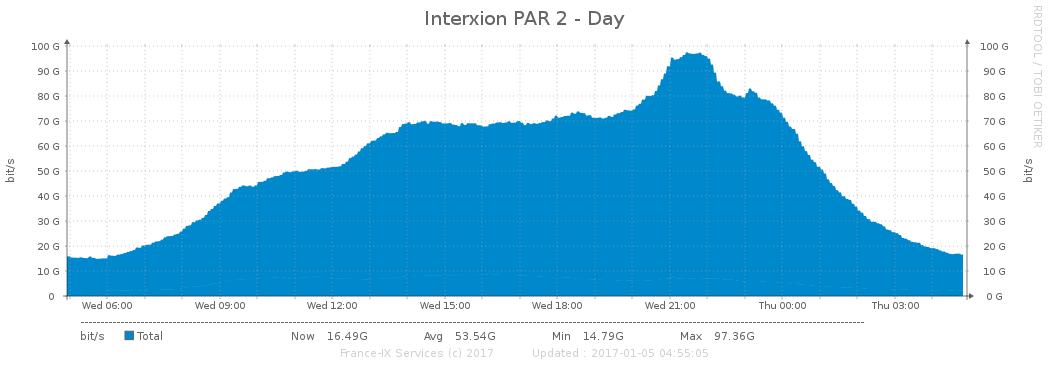 Interxion PAR 2 - Day
RRDTOOL / TOBI OETIKER
100 G 100 G
90 G 90 G
80 G 80 G
70 G 70 G
60 G 60 G
50 G 50 G
40 G 40 G
30 G 30 G
20 G 20 G
10 G 10 G
0 0 G
bit/s bit/s
Wed 06:00 Wed 09:00 Wed 12:00 Wed 15:00 Wed 18:00 Wed 21:00 Thu 00:00 Thu 03:00
bit/s Total Now 16.49G Avg 53.54G Min 14.79G Max 97.36G
France-IX Services (c) 2017 Updated : 2017-01-05 04:55:05